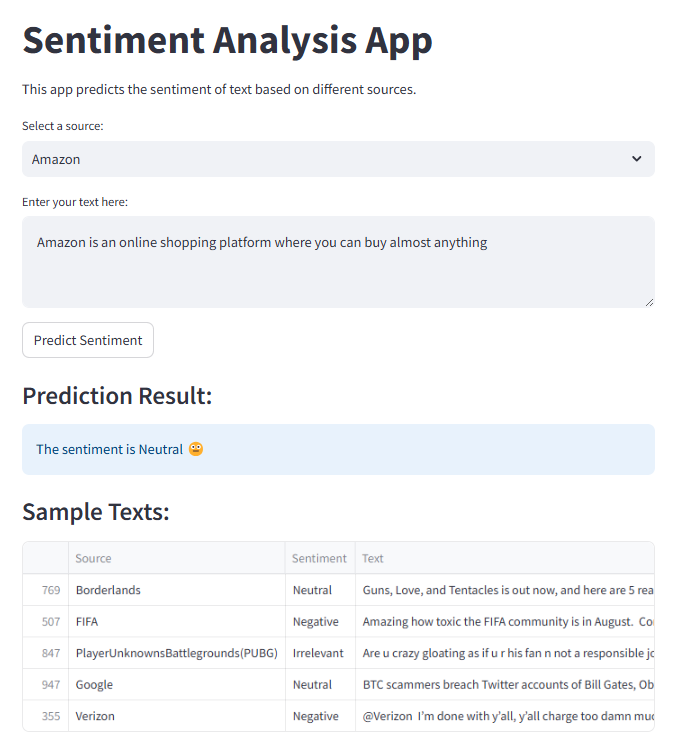 Sentiment Analysis App
This app predicts the sentiment of text based on different sources.
Select a source:
Amazon
Enter your text here:
Amazon is an online shopping platform where you can buy almost anything
Predict Sentiment
Prediction Result:
The sentiment is Neutral 😐
Sample Texts:
Source Sentiment Text
769 Borderlands Neutral Guns, Love, and Tentacles is out now, and here are 5 rea
507 FIFA Negative Amazing how toxic the FIFA community is in August. Co
847 PlayerUnknownsBattlegrounds(PUBG) Irrelevant Are u crazy gloating as if u r his fan n not a responsible jo
947 Google Neutral BTC scammers breach Twitter accounts of Bill Gates, Ob
355 Verizon Negative @Verizon I'm done with y'all, y'all charge too damn muc